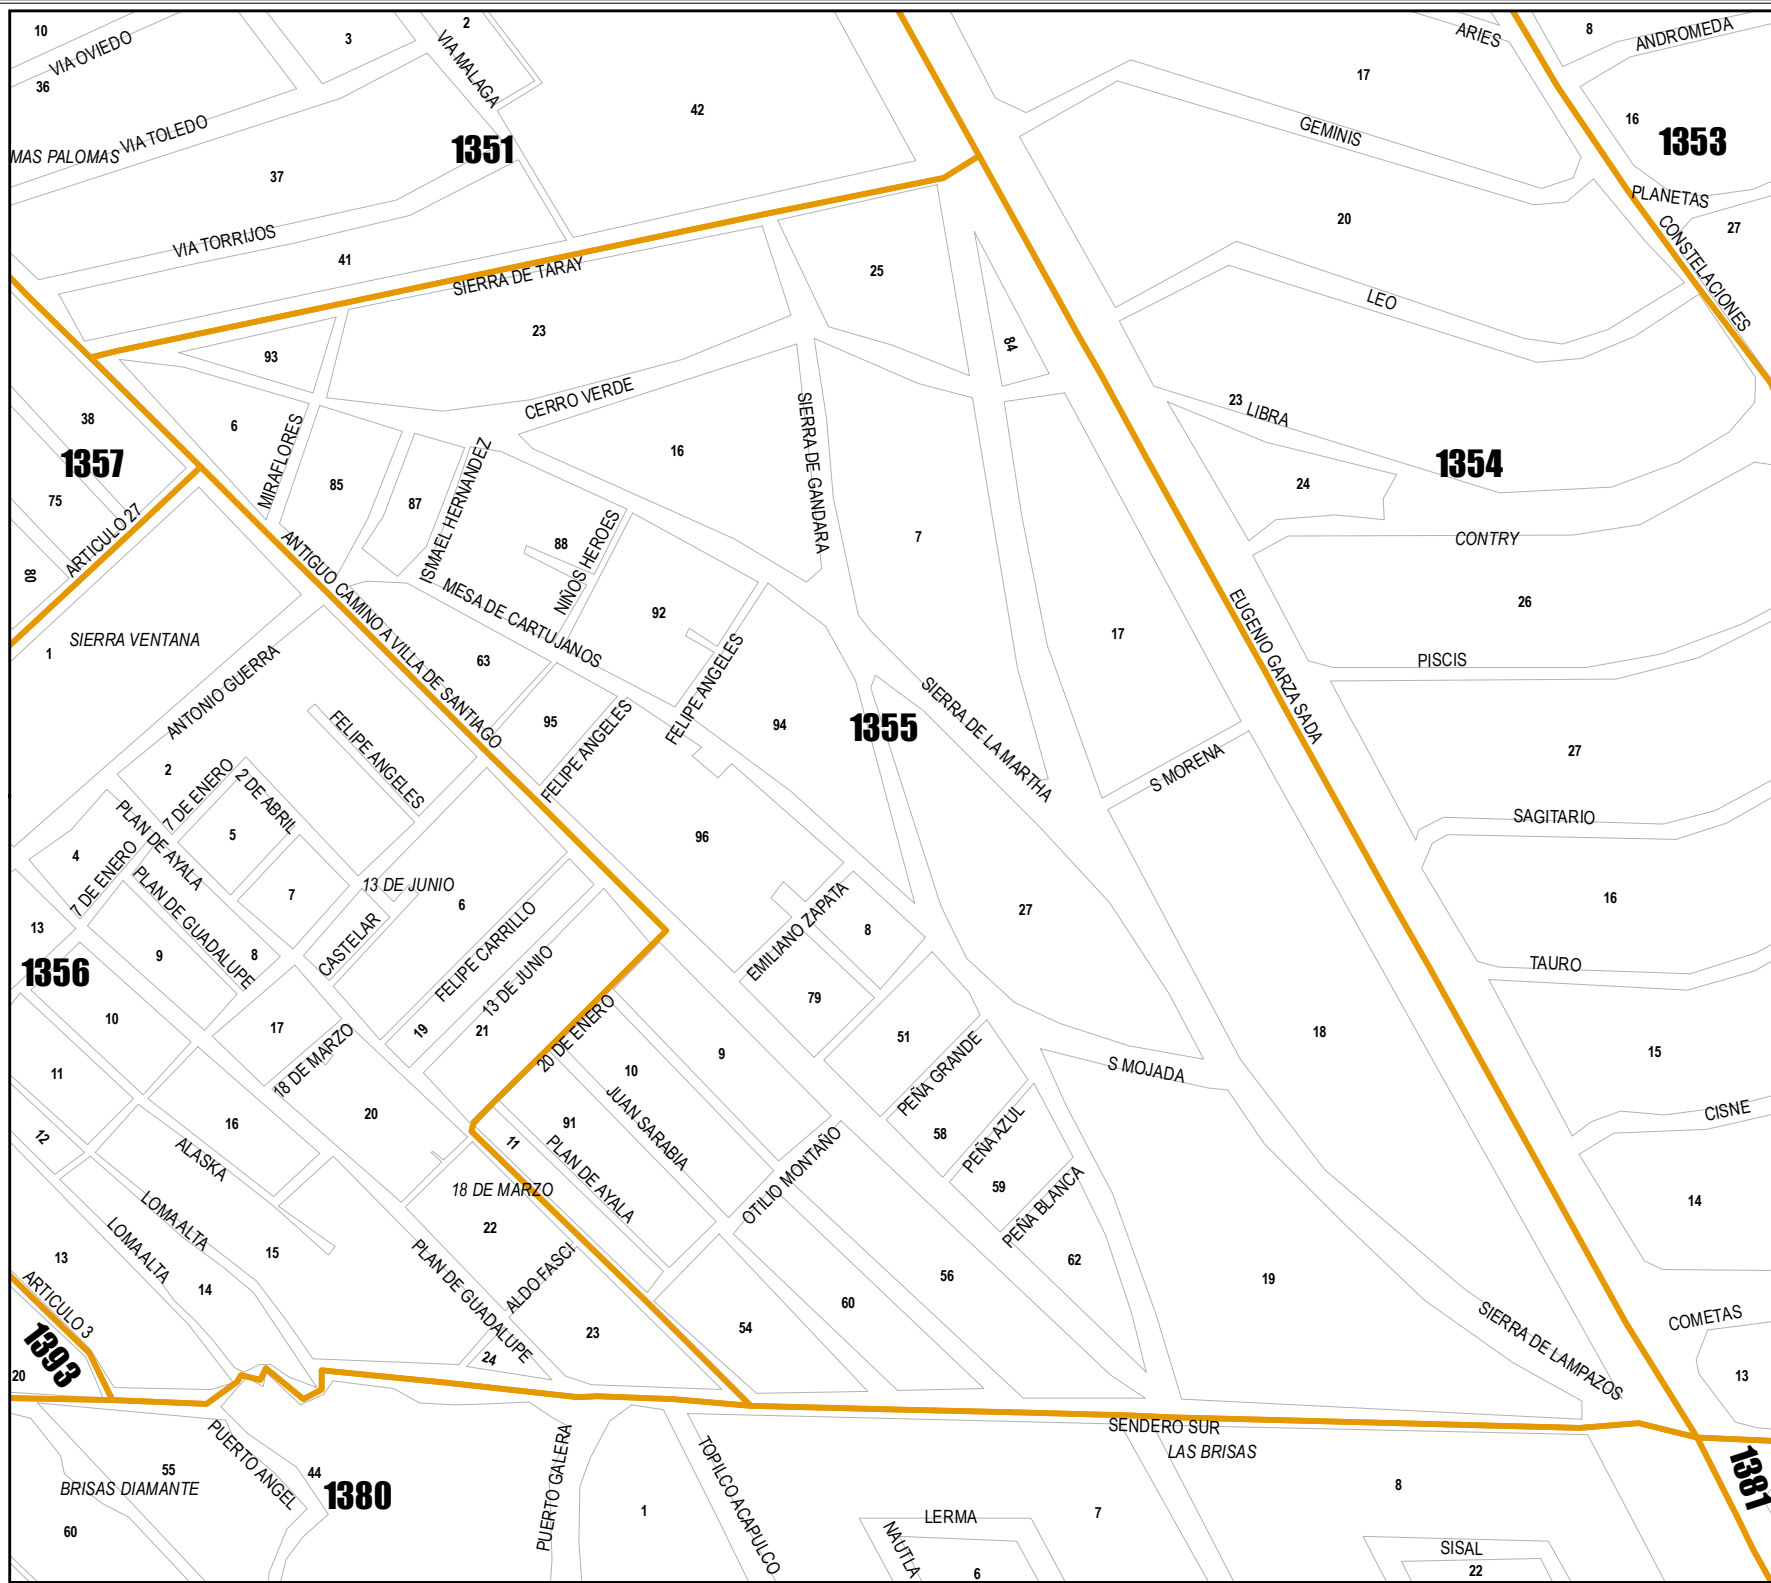 10
VIA OVIEDO
3
2
VIA MALAGA
ARIES
8
ANDROMEDA
36
17
42
VIA TOLEDO
GEMINIS
16
1353
MAS PALOMAS
1351
37
PLANETAS
20
27
CONSTELACIONES
VIA TORRIJOS
41
SIERRA DE TARAY
25
LEO
23
93
84
CERRO VERDE
23
LIBRA
38
6
MIRAFLORES
SIERRA DE GANDARA
1357
16
1354
85
87
ISMAEL HERNANDEZ
24
75
ARTICULO 27
NIÑOS HEROES
88
7
CONTRY
ANTIGUO CAMINO A VILLA DE SANTIAGO
80
MESA DE CARTUJANOS
92
26
EUGENIO GARZA SADA
SIERRA VENTANA
1
17
ANTONIO GUERRA
63
FELIPE ANGELES
PISCIS
SIERRA DE LA MARTHA
95
FELIPE ANGELES
94
1355
FELIPE ANGELES
27
S MORENA
2
7 DE ENERO
2 DE ABRIL
PLAN DE AYALA
5
96
SAGITARIO
4
7 DE ENERO
PLAN DE GUADALUPE
13 DE JUNIO
7
6
16
EMILIANO ZAPATA
27
13
CASTELAR
FELIPE CARRILLO
8
9
8
1356
13 DE JUNIO
TAURO
79
10
17
19
21
20 DE ENERO
18
18 DE MARZO
51
PEÑA GRANDE
9
15
11
10
JUAN SARABIA
S MOJADA
20
16
91
PEÑA AZUL
CISNE
12
ALASKA
11
PLAN DE AYALA
58
OTILIO MONTAÑO
18 DE MARZO
59
PEÑA BLANCA
14
LOMA ALTA
LOMA ALTA
22
PLAN DE GUADALUPE
ALDO FASCI
15
13
62
14
56
19
60
ARTICULO 3
54
23
SIERRA DE LAMPAZOS
COMETAS
1393
24
20
13
SENDERO SUR
LAS BRISAS
PUERTO ANGEL
PUERTO GALERA
TOPILCO ACAPULCO
55
44
BRISAS DIAMANTE
1380
8
1381
1
7
LERMA
60
NAUTLA
SISAL
6
22